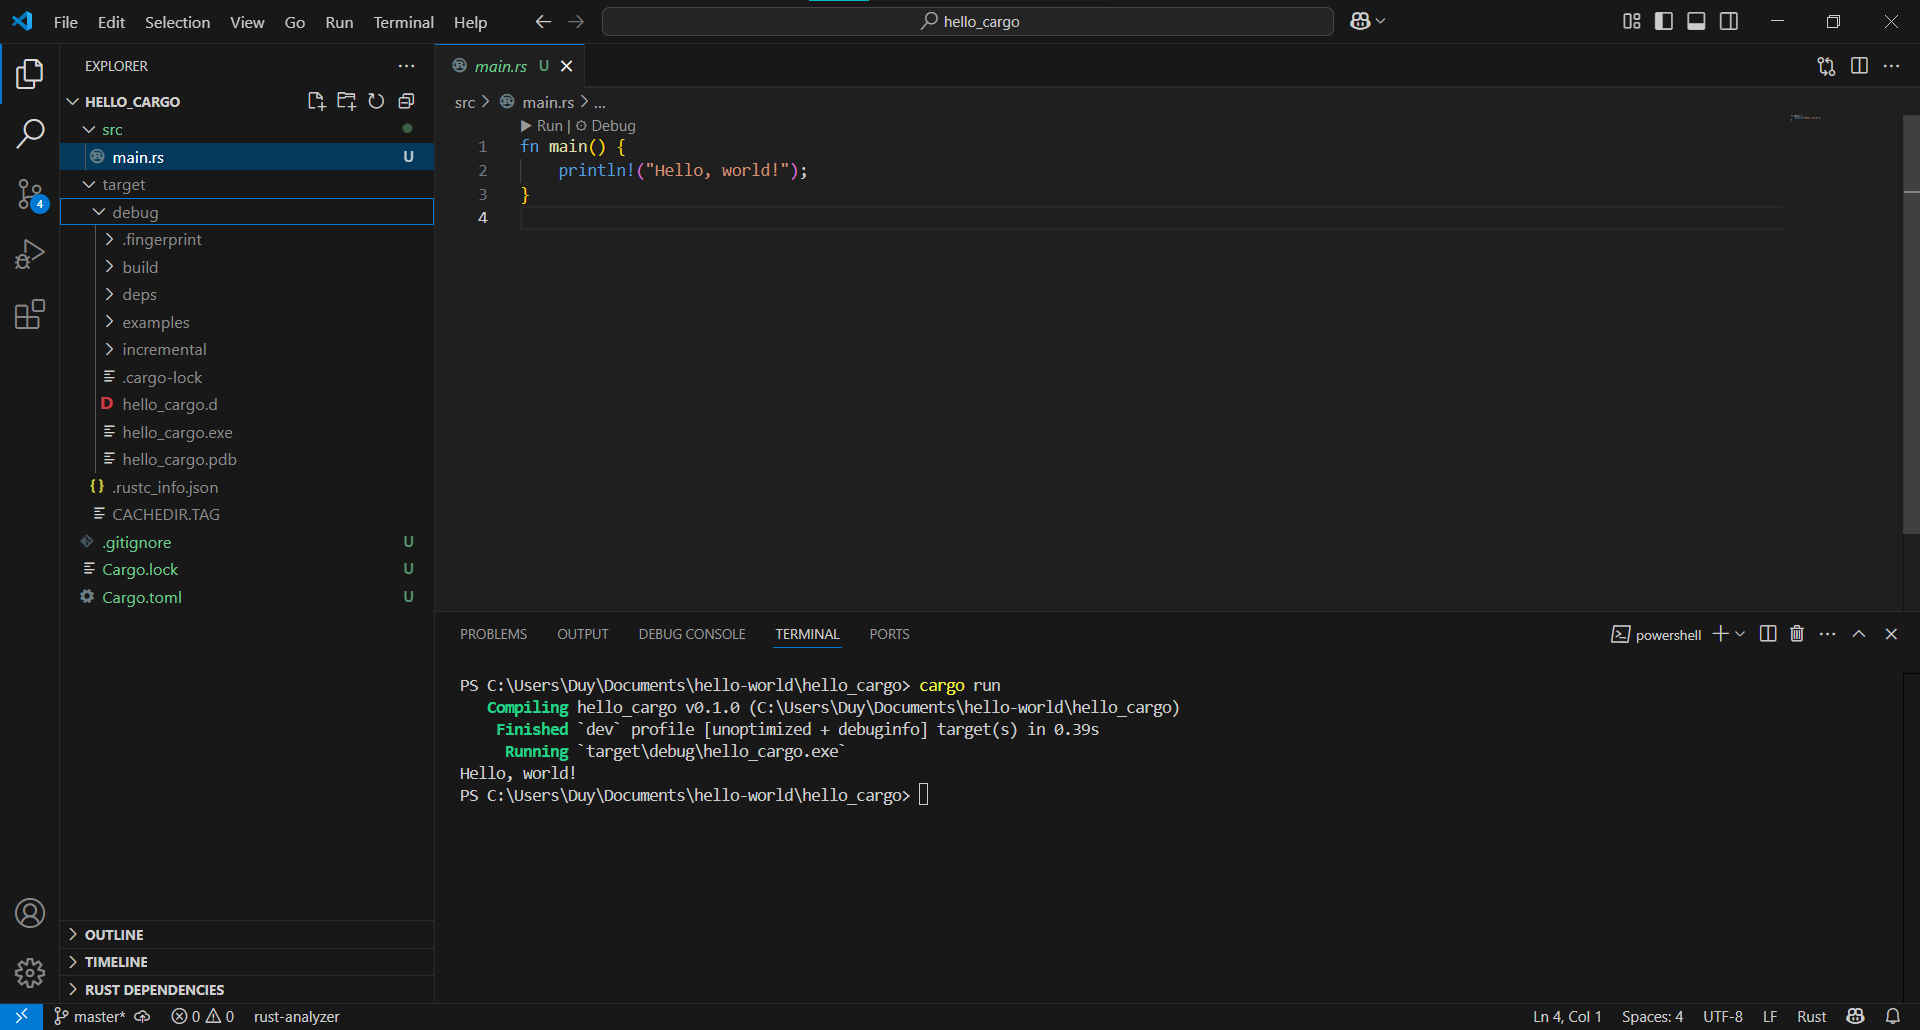 File Edit Selection View Go Run Terminal Help
hello_cargo
EXPLORER
HELLO_CARGO
src
main.rs U
target
debug
.fingerprint
build
deps
examples
incremental
.cargo-lock
D hello_cargo.d
hello_cargo.exe
hello_cargo.pdb
{} .rustc_info.json
CACHEDIR.TAG
.gitignore U
Cargo.lock U
Cargo.toml U
OUTLINE
TIMELINE
RUST DEPENDENCIES
4
main.rs U
src > main.rs > ...
Run | Debug
1 fn main() {
2 println!("Hello, world!");
3 }
4
PROBLEMS OUTPUT DEBUG CONSOLE TERMINAL PORTS
powershell
PS C:\Users\Duy\Documents\hello-world\hello_cargo> cargo run
Compiling hello_cargo v0.1.0 (C:\Users\Duy\Documents\hello-world\hello_cargo)
Finished `dev` profile [unoptimized + debuginfo] target(s) in 0.39s
Running `target\debug\hello_cargo.exe`
Hello, world!
PS C:\Users\Duy\Documents\hello-world\hello_cargo>
master* 0 0 rust-analyzer
Ln 4, Col 1 Spaces: 4 UTF-8 LF Rust